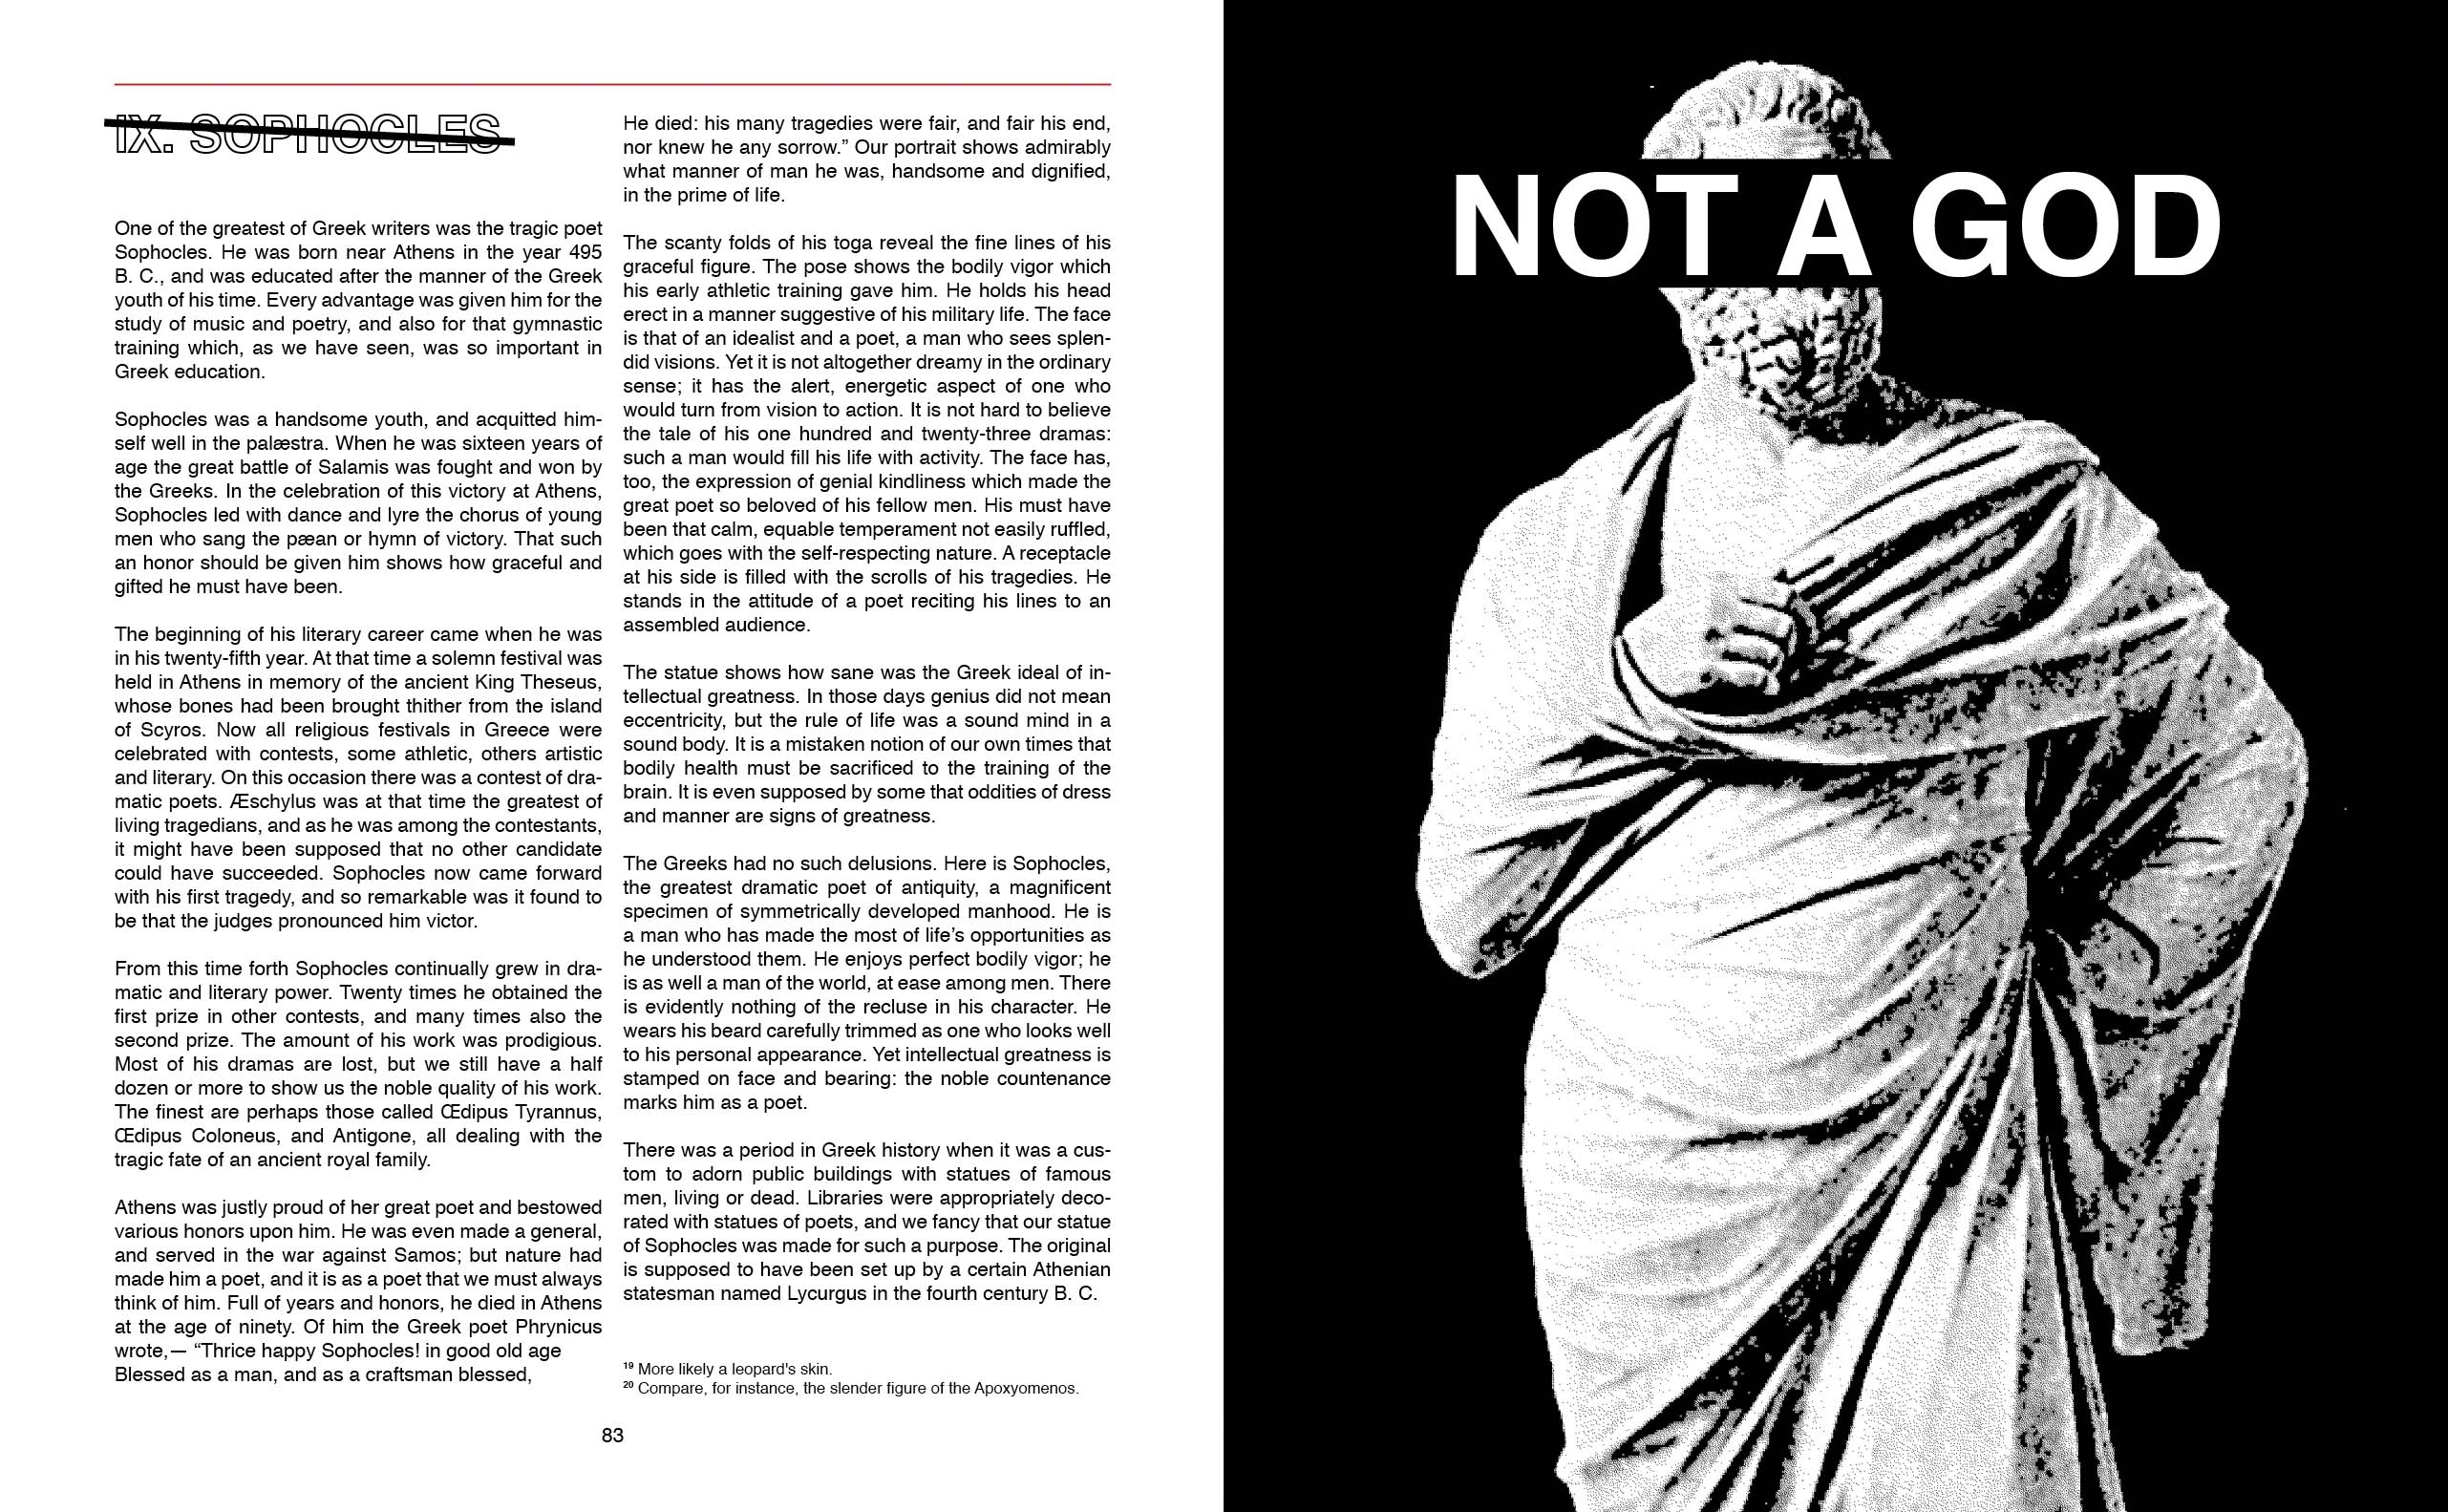 IX. SOPHOCLES
One of the greatest of Greek writers was the tragic poet
Sophocles. He was born near Athens in the year 495
B. C., and was educated after the manner of the Greek
youth of his time. Every advantage was given him for the
study of music and poetry, and also for that gymnastic
training which, as we have seen, was so important in
Greek education.
Sophocles was a handsome youth, and acquitted him-
self well in the palæstra. When he was sixteen years of
age the great battle of Salamis was fought and won by
the Greeks. In the celebration of this victory at Athens,
Sophocles led with dance and lyre the chorus of young
men who sang the pæan or hymn of victory. That such
an honor should be given him shows how graceful and
gifted he must have been.
The beginning of his literary career came when he was
in his twenty-fifth year. At that time a solemn festival was
held in Athens in memory of the ancient King Theseus,
whose bones had been brought thither from the island
of Scyros. Now all religious festivals in Greece were
celebrated with contests, some athletic, others artistic
and literary. On this occasion there was a contest of dra-
matic poets. Æschylus was at that time the greatest of
living tragedians, and as he was among the contestants,
it might have been supposed that no other candidate
could have succeeded. Sophocles now came forward
with his first tragedy, and so remarkable was it found to
be that the judges pronounced him victor.
From this time forth Sophocles continually grew in dra-
matic and literary power. Twenty times he obtained the
first prize in other contests, and many times also the
second prize. The amount of his work was prodigious.
Most of his dramas are lost, but we still have a half
dozen or more to show us the noble quality of his work.
The finest are perhaps those called Œdipus Tyrannus,
Œdipus Coloneus, and Antigone, all dealing with the
tragic fate of an ancient royal family.
Athens was justly proud of her great poet and bestowed
various honors upon him. He was even made a general,
and served in the war against Samos; but nature had
made him a poet, and it is as a poet that we must always
think of him. Full of years and honors, he died in Athens
at the age of ninety. Of him the Greek poet Phrynicus
wrote,— “Thrice happy Sophocles! in good old age
Blessed as a man, and as a craftsman blessed,
He died: his many tragedies were fair, and fair his end,
nor knew he any sorrow.” Our portrait shows admirably
what manner of man he was, handsome and dignified,
in the prime of life.
The scanty folds of his toga reveal the fine lines of his
graceful figure. The pose shows the bodily vigor which
his early athletic training gave him. He holds his head
erect in a manner suggestive of his military life. The face
is that of an idealist and a poet, a man who sees splen-
did visions. Yet it is not altogether dreamy in the ordinary
sense; it has the alert, energetic aspect of one who
would turn from vision to action. It is not hard to believe
the tale of his one hundred and twenty-three dramas:
such a man would fill his life with activity. The face has,
too, the expression of genial kindliness which made the
great poet so beloved of his fellow men. His must have
been that calm, equable temperament not easily ruffled,
which goes with the self-respecting nature. A receptacle
at his side is filled with the scrolls of his tragedies. He
stands in the attitude of a poet reciting his lines to an
assembled audience.
The statue shows how sane was the Greek ideal of in-
tellectual greatness. In those days genius did not mean
eccentricity, but the rule of life was a sound mind in a
sound body. It is a mistaken notion of our own times that
bodily health must be sacrificed to the training of the
brain. It is even supposed by some that oddities of dress
and manner are signs of greatness.
The Greeks had no such delusions. Here is Sophocles,
the greatest dramatic poet of antiquity, a magnificent
specimen of symmetrically developed manhood. He is
a man who has made the most of life’s opportunities as
he understood them. He enjoys perfect bodily vigor; he
is as well a man of the world, at ease among men. There
is evidently nothing of the recluse in his character. He
wears his beard carefully trimmed as one who looks well
to his personal appearance. Yet intellectual greatness is
stamped on face and bearing: the noble countenance
marks him as a poet.
There was a period in Greek history when it was a cus-
tom to adorn public buildings with statues of famous
men, living or dead. Libraries were appropriately deco-
rated with statues of poets, and we fancy that our statue
of Sophocles was made for such a purpose. The original
is supposed to have been set up by a certain Athenian
statesman named Lycurgus in the fourth century B. C.
19 More likely a leopard's skin.
20 Compare, for instance, the slender figure of the Apoxyomenos.
83
NOT A GOD